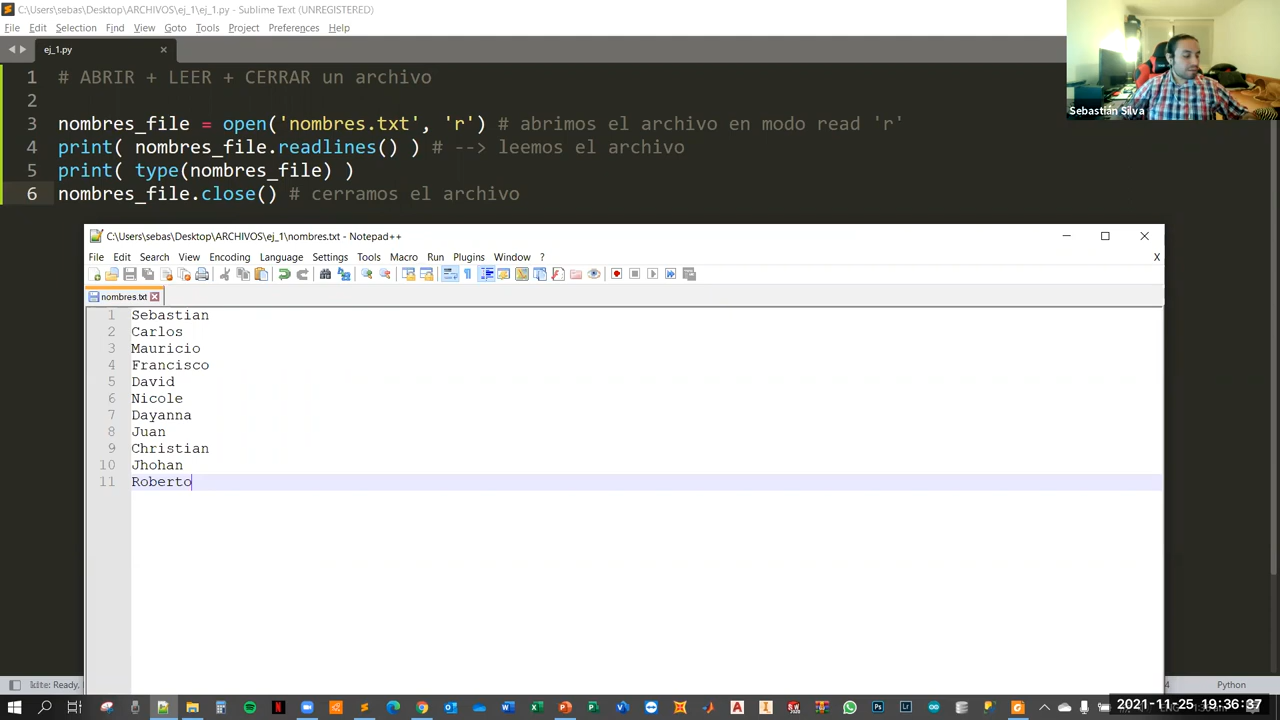 C:\Users\sebas\Desktop\ARCHIVOS\ej_1\ej_1.py - Sublime Text (UNREGISTERED)
File Edit Selection Find View Goto Tools Project Preferences Help
ej_1.py
1 # ABRIR + LEER + CERRAR un archivo
2
3 nombres_file = open('nombres.txt', 'r') # abrimos el archivo en modo read 'r'
4 print( nombres_file.readlines() ) # --> leemos el archivo
5 print( type(nombres_file) )
6 nombres_file.close() # cerramos el archivo
Sebastián Silva
C:\Users\sebas\Desktop\ARCHIVOS\ej_1\nombres.txt - Notepad++
File Edit Search View Encoding Language Settings Tools Macro Run Plugins Window ? X
nombres.txt
1 Sebastian
2 Carlos
3 Mauricio
4 Francisco
5 David
6 Nicole
7 Dayanna
8 Juan
9 Christian
10 Jhohan
11 Roberto
kite: Ready,
4 Python
2021-11-25 19:36:37